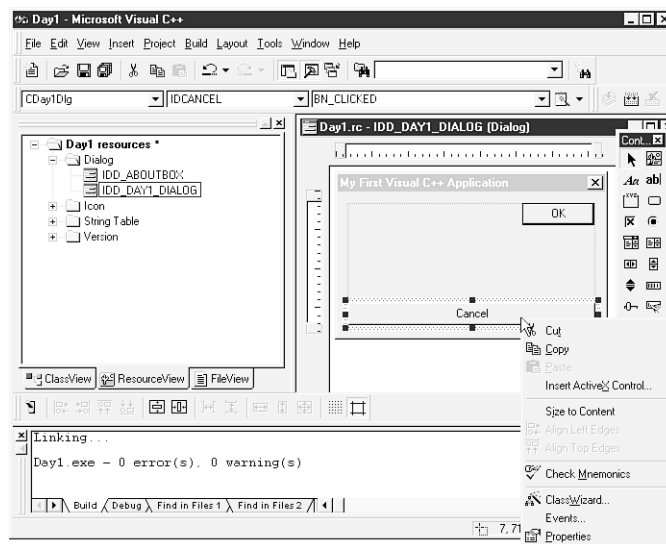 Day1 - Microsoft Visual C++
File Edit View Insert Project Build Layout Tools Window Help
CDay1Dlg IDCANCEL BN_CLICKED
Day1 resources *
Dialog
IDD_ABOUTBOX
IDD_DAY1_DIALOG
Icon
String Table
Version
ClassView ResourceView FileView
Day1.rc - IDD_DAY1_DIALOG (Dialog)
My First Visual C++ Application
OK
Cancel
Cont...
Aa ab|
Cut
Copy
Paste
Insert ActiveX Control...
Size to Content
Align Left Edges
Align Top Edges
Check Mnemonics
ClassWizard...
Events...
Properties
Linking...
Day1.exe - 0 error(s), 0 warning(s)
Build Debug Find in Files 1 Find in Files 2
7, 71